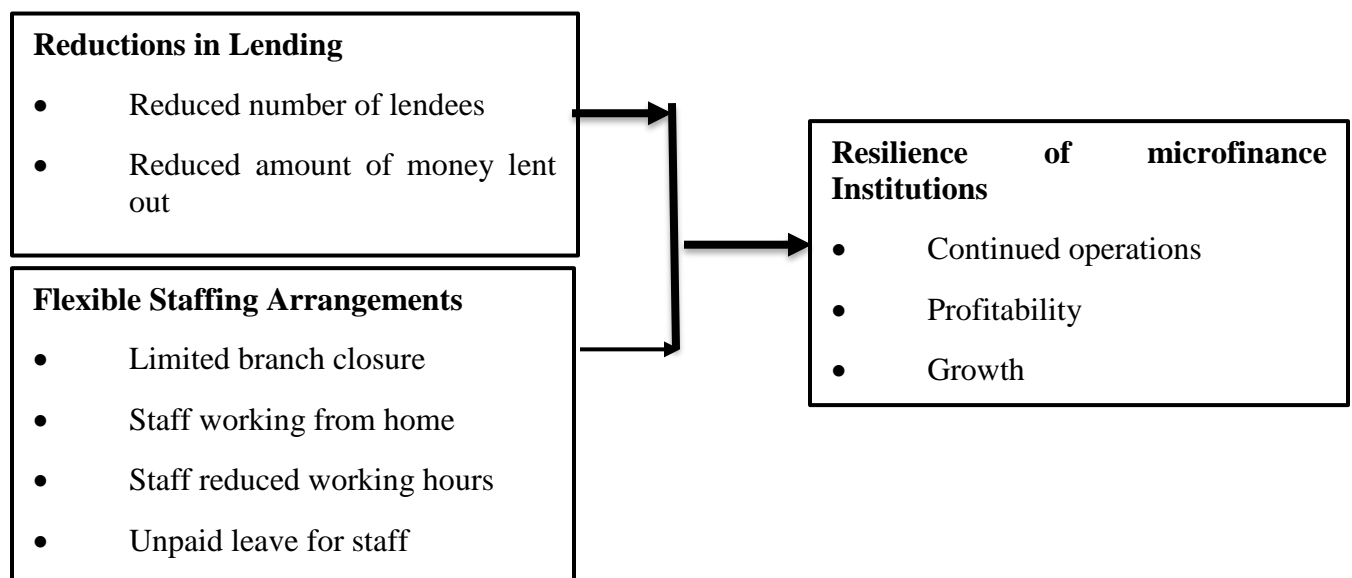 Reductions in Lending
• Reduced number of lendees
• Reduced amount of money lent
out
Flexible Staffing Arrangements
• Limited branch closure
• Staff working from home
• Staff reduced working hours
• Unpaid leave for staff
Resilience of microfinance
Institutions
• Continued operations
• Profitability
• Growth